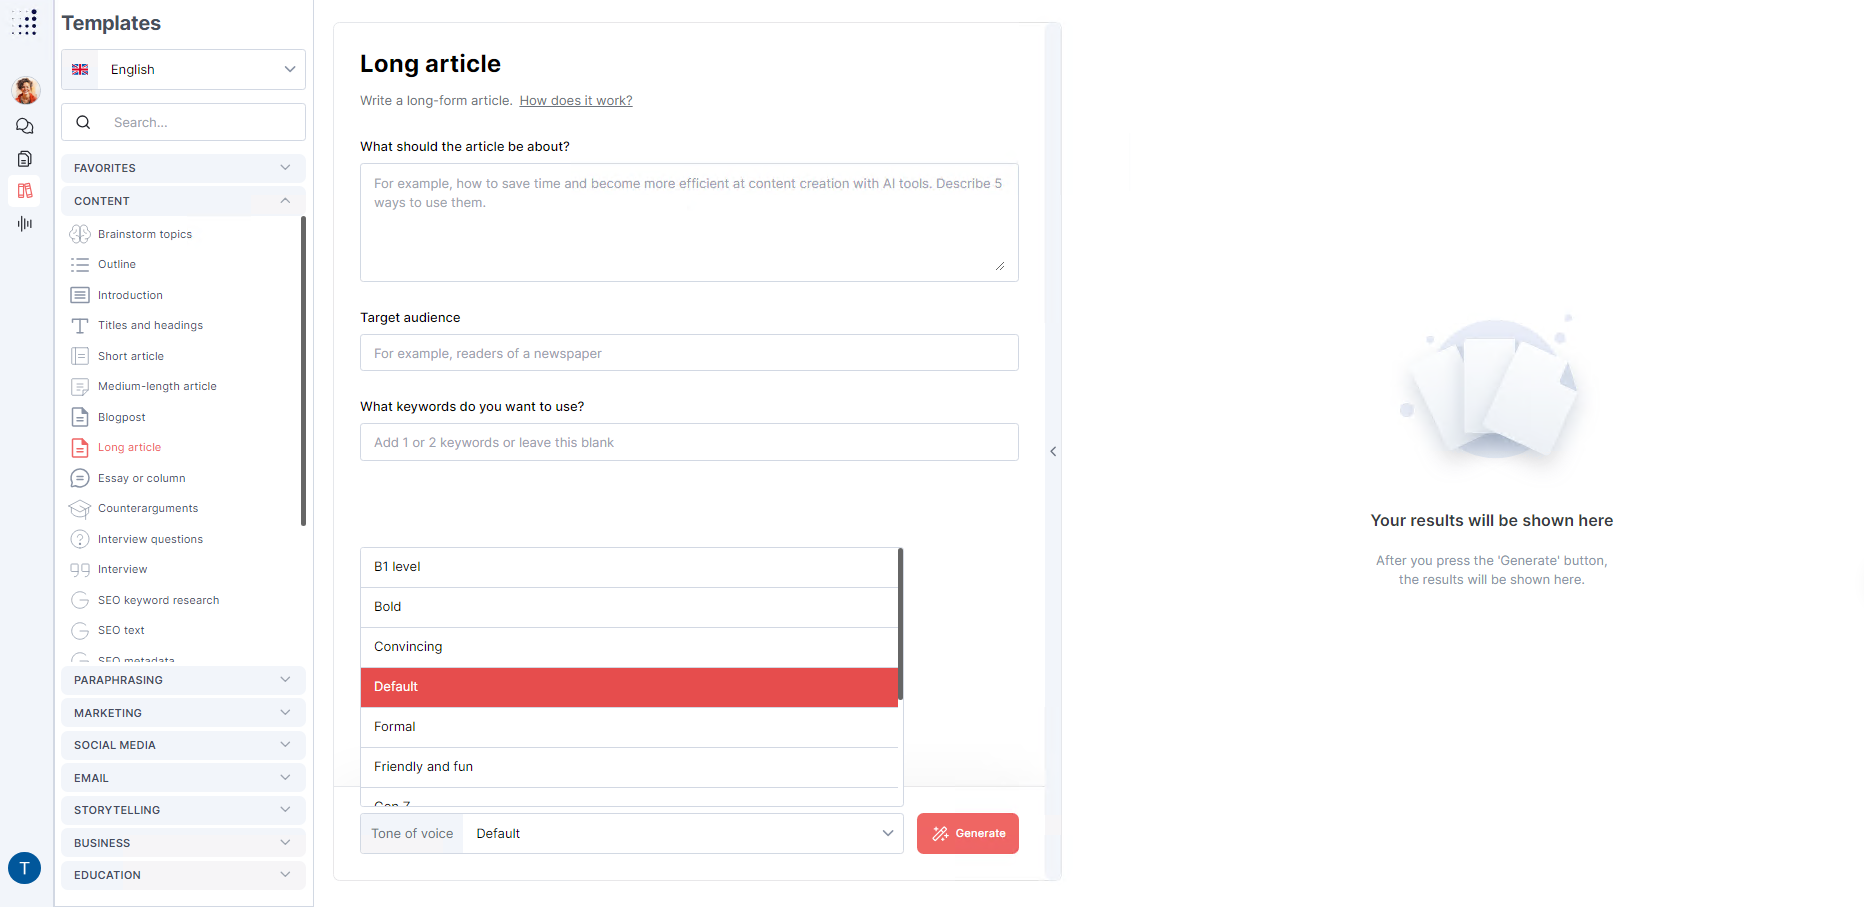 Templates
English
Search...
FAVORITES
CONTENT
Brainstorm topics
Outline
Introduction
Titles and headings
Short article
Medium-length article
Blogpost
Long article
Essay or column
Counterarguments
Interview questions
Interview
SEO keyword research
SEO text
SEO metadata
PARAPHRASING
MARKETING
SOCIAL MEDIA
EMAIL
STORYTELLING
BUSINESS
EDUCATION
T
Long article
Write a long-form article. How does it work?
What should the article be about?
For example, how to save time and become more efficient at content creation with AI tools. Describe 5
ways to use them.
Target audience
For example, readers of a newspaper
What keywords do you want to use?
Add 1 or 2 keywords or leave this blank
B1 level
Bold
Convincing
Default
Formal
Friendly and fun
Gen Z
Tone of voice Default
Generate
Your results will be shown here
After you press the 'Generate' button,
the results will be shown here.